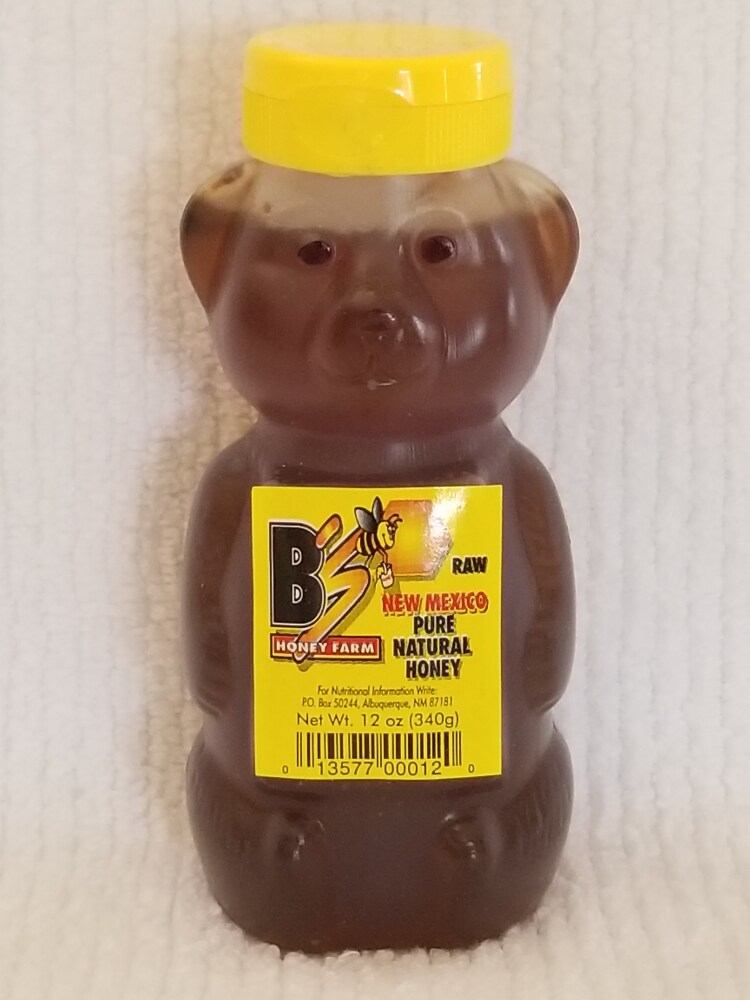 B's
HONEY FARM
RAW
NEW MEXICO
PURE
NATURAL
HONEY
For Nutritional Information Write:
P.O. Box 50244, Albuquerque, NM 87181
Net Wt. 12 oz (340g)
0 13577 00012 0